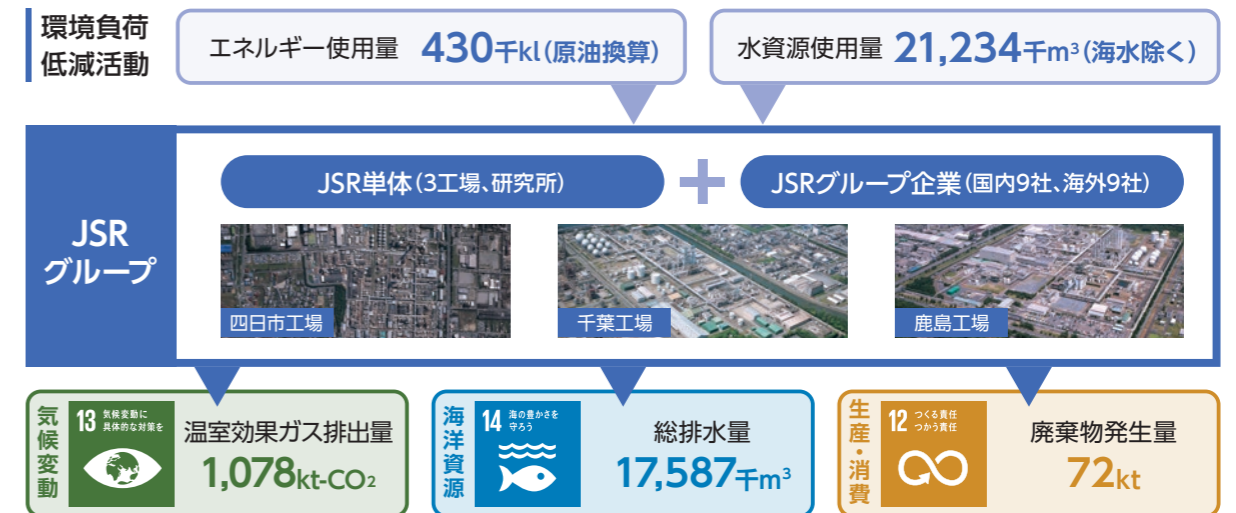 環境負荷
低減活動
エネルギー使用量 430千kl(原油換算)
水資源使用量 21,234千m³(海水除く)
JSR
グループ
JSR単体(3工場、研究所)
+
JSRグループ企業(国内9社、海外9社)
四日市工場
千葉工場
鹿島工場
気候変動
13 気候変動に
具体的な対策を
温室効果ガス排出量
1,078kt-CO₂
海洋資源
14 海の豊かさを
守ろう
総排水量
17,587千m³
生産・消費
12 つくる責任
つかう責任
廃棄物発生量
72kt